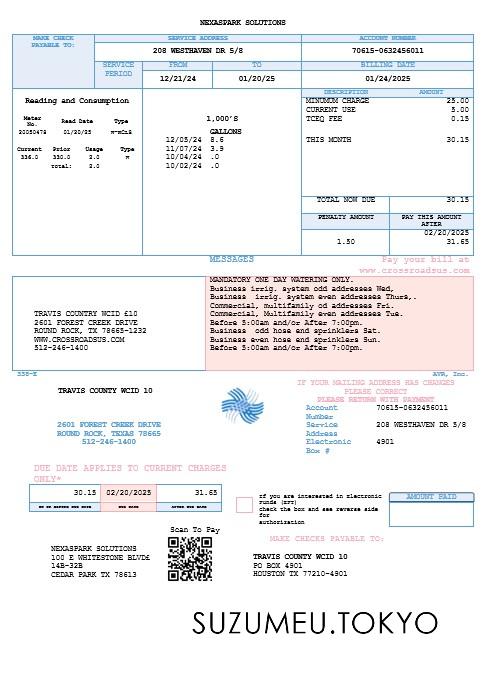 NEXASPARK SOLUTIONS
MAKE CHECK
PAYABLE TO:
SERVICE ADDRESS
ACCOUNT NUMBER
208 WESTHAVEN DR 5/8
70615-0632456011
SERVICE
PERIOD
FROM
TO
BILLING DATE
12/21/24
01/20/25
01/24/2025
Reading and Consumption
Meter
No.
Read Date
Type
20050478
01/20/25
Current
Prior
Usage
Type
336.0
330.0
2.0
Total:
2.0
1,000'S
GALLONS
12/05/24 8.6
11/07/24 3.9
10/04/24 .0
10/02/24 .0
DESCRIPTION
AMOUNT
MINUMUM CHARGE 25.00
CURRENT USE 5.00
TCEQ FEE 0.15
THIS MONTH 30.15
TOTAL NOW DUE 30.15
PENALTY AMOUNT
PAY THIS AMOUNT
AFTER
02/20/2025
1.50
31.65
MESSAGES
Pay your bill at
www.crossroadsus.com
MANDATORY ONE DAY WATERING ONLY.
Business irrig. system odd addresses Wed,
Business irrig. system even addresses Thurs,.
Commercial, multifamily od addresses Fri.
Commercial, Multifamily even addresses Tue.
Before 5:00am and/or After 7:00pm.
Business odd hose end sprinklers Sat.
Business even hose end sprinklers Sun.
Before 5:00am and/or After 7:00pm.
TRAVIS COUNTRY WCID £10
2601 FOREST CREEK DRIVE
ROUND ROCK, TX 78665-1232
WWW.CROSSROADSUS.COM
512-246-1400
338-E
AVR, Inc.
TRAVIS COUNTY WCID 10
2601 FOREST CREEK DRIVE
ROUND ROCK, TEXAS 78665
512-246-1400
IF YOUR MAILING ADDRESS HAS CHANGES
PLEASE CORRECT
PLEASE RETURN WITH PAYMENT
Account
Number
70615-0632456011
Service
Address
208 WESTHAVEN DR 5/8
Electronic
Box #
4901
DUE DATE APPLIES TO CURRENT CHARGES
ONLY*
30.15
02/20/2025
31.65
DUE DATE
AFTER DUE DATE
If you are interested in Electronic
Funds (EFT)
check the box and see reverse side
for
authorization
AMOUNT PAID
Scan To Pay
MAKE CHECKS PAYABLE TO:
NEXASPARK SOLUTIONS
100 E WHITESTONE BLVD£
14B-32B
CEDAR PARK TX 78613
TRAVIS COUNTY WCID 10
PO BOX 4901
HOUSTON TX 77210-4901
SUZUMEU.TOKYO